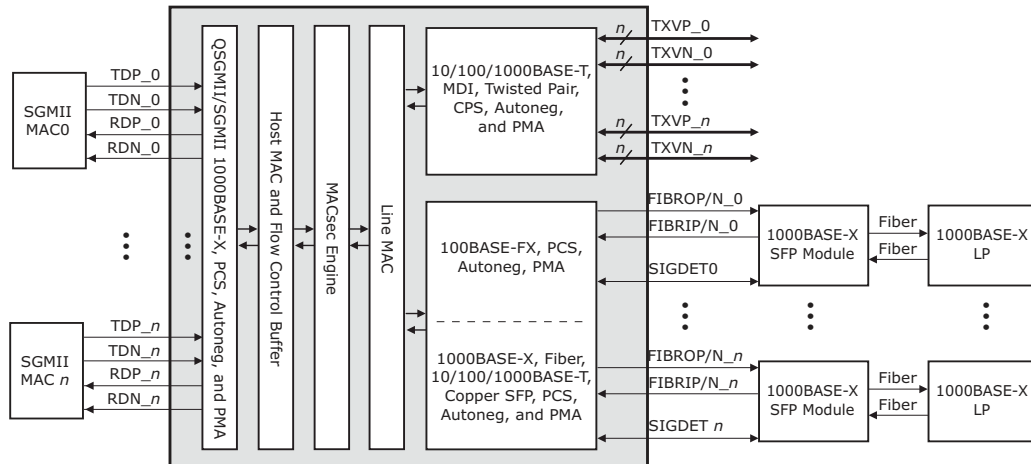 SGMII
MAC0
TDP_0
TDN_0
RDP_0
RDN_0
SGMII
MAC n
TDP_n
TDN_n
RDP_n
RDN_n
QSGMII/SGMII 1000BASE-X, PCS, Autoneg, and PMA
Host MAC and Flow Control
Buffer
MACsec Engine
Line MAC
10/100/1000BASE-T,
MDI, Twisted Pair,
CPS, Autoneg,
and PMA
100BASE-FX, PCS,
Autoneg, PMA
1000BASE-X, Fiber,
10/100/1000BASE-T,
Copper SFP, PCS,
Autoneg, and PMA
n TXVP_0
n TXVN_0
n TXVP_n
n TXVN_n
FIBROP/N_0
FIBRIP/N_0
SIGDET0
1000BASE-X
SFP Module
Fiber
Fiber
1000BASE-X
LP
FIBROP/N_n
FIBRIP/N_n
SIGDET n
1000BASE-X
SFP Module
Fiber
Fiber
1000BASE-X
LP